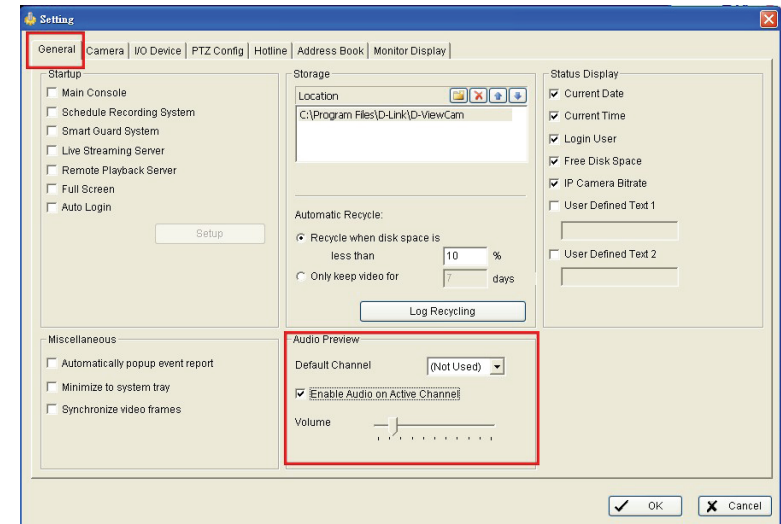 Setting
General Camera I/O Device PTZ Config Hotline Address Book Monitor Display
Startup
Main Console
Schedule Recording System
Smart Guard System
Live Streaming Server
Remote Playback Server
Full Screen
Auto Login
Setup
Storage
Location
C:\Program Files\D-Link\D-ViewCam
Automatic Recycle:
Recycle when disk space is
less than 10 %
Only keep video for 7 days
Log Recycling
Status Display
Current Date
Current Time
Login User
Free Disk Space
IP Camera Bitrate
User Defined Text 1
User Defined Text 2
Miscellaneous
Automatically popup event report
Minimize to system tray
Synchronize video frames
Audio Preview
Default Channel (Not Used)
Enable Audio on Active Channel
Volume
OK Cancel